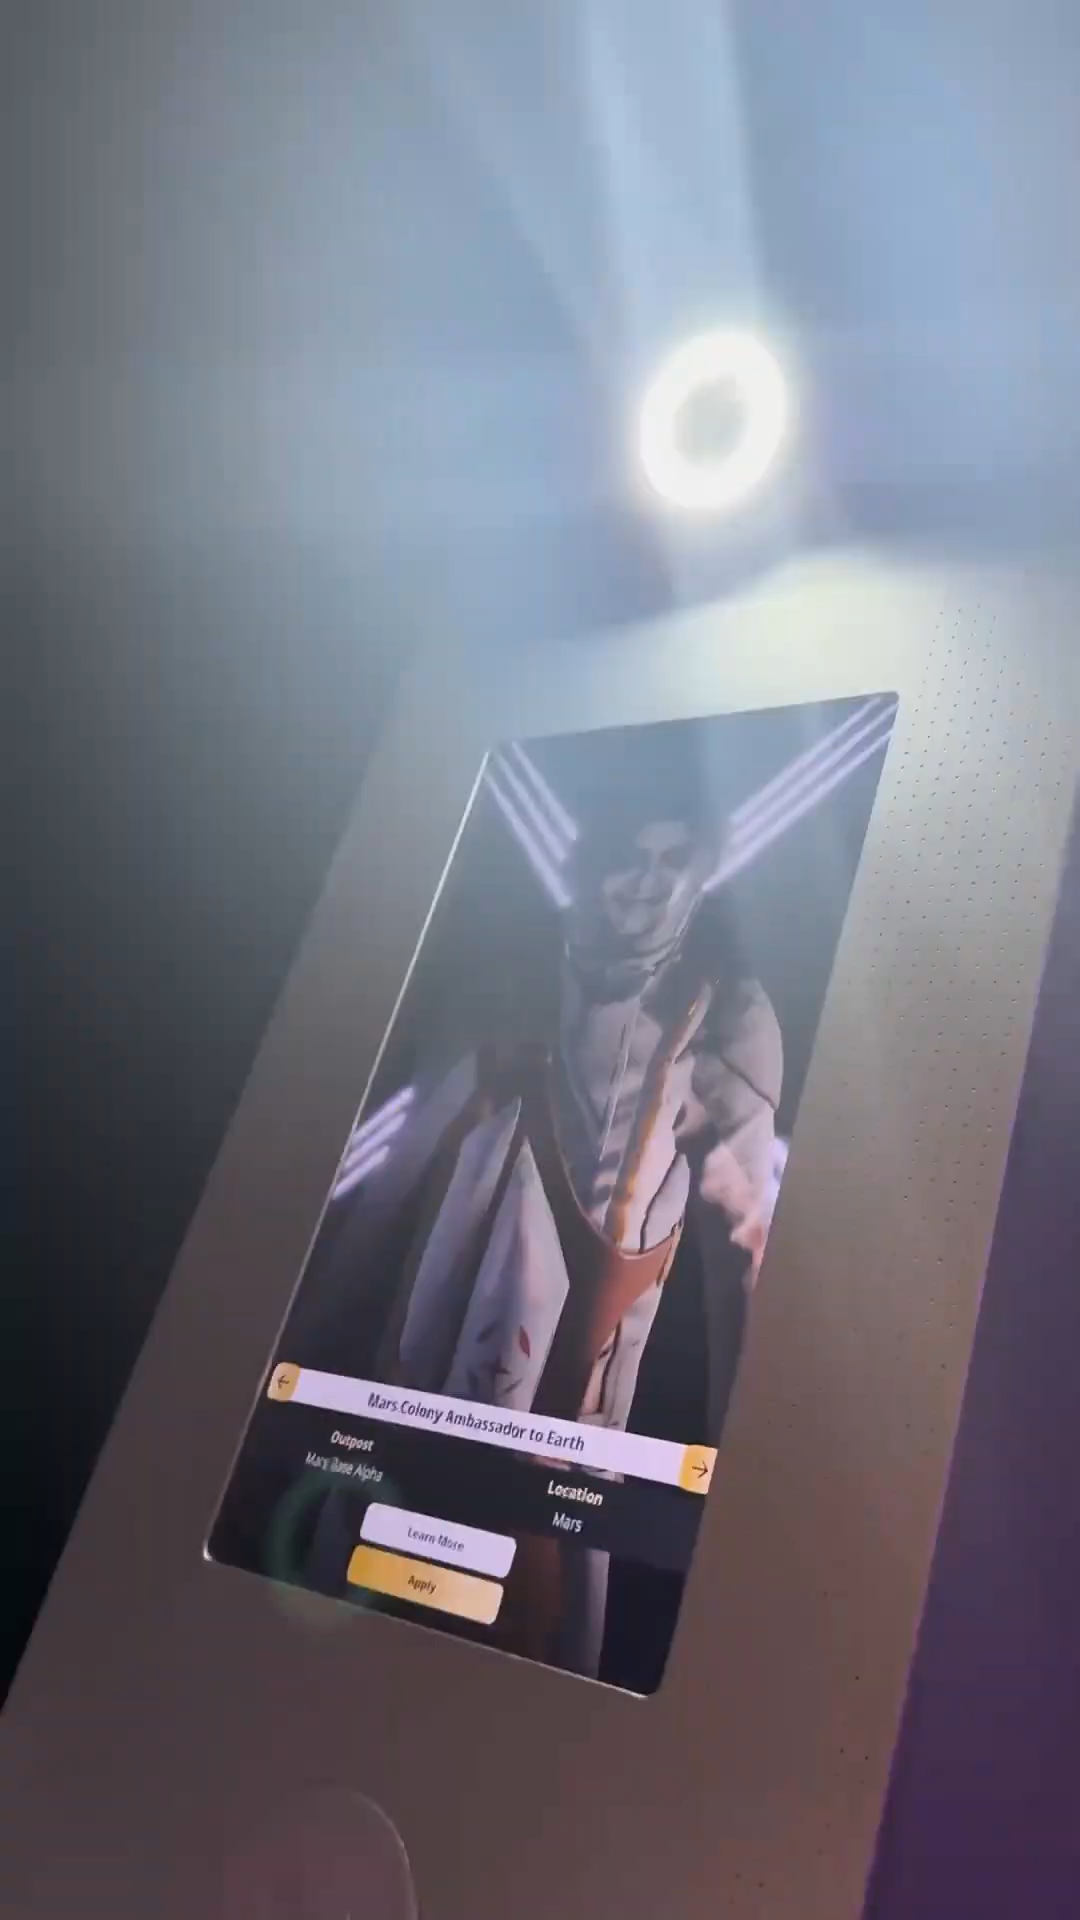 ←
Mars Colony Ambassador to Earth
→
Outpost
Mars Base Alpha
Location
Mars
Learn More
Apply